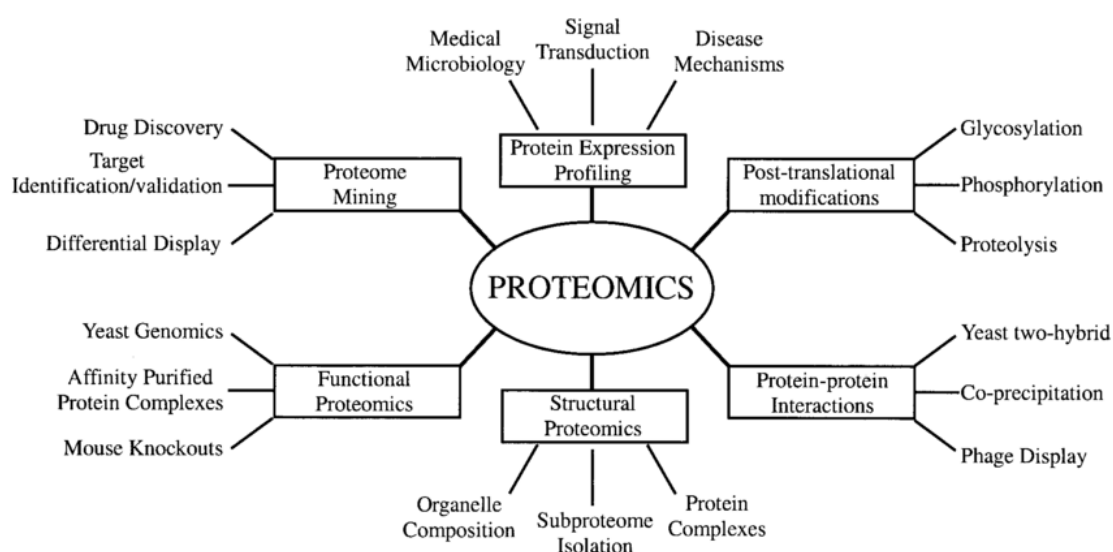 Medical
Microbiology
Signal
Transduction
Disease
Mechanisms
Drug Discovery
Target
Identification/validation
Differential Display
Proteome
Mining
Protein Expression
Profiling
Post-translational
modifications
Glycosylation
Phosphorylation
Proteolysis
PROTEOMICS
Yeast Genomics
Affinity Purified
Protein Complexes
Mouse Knockouts
Functional
Proteomics
Structural
Proteomics
Protein-protein
Interactions
Yeast two-hybrid
Co-precipitation
Phage Display
Organelle
Composition
Subproteome
Isolation
Protein
Complexes